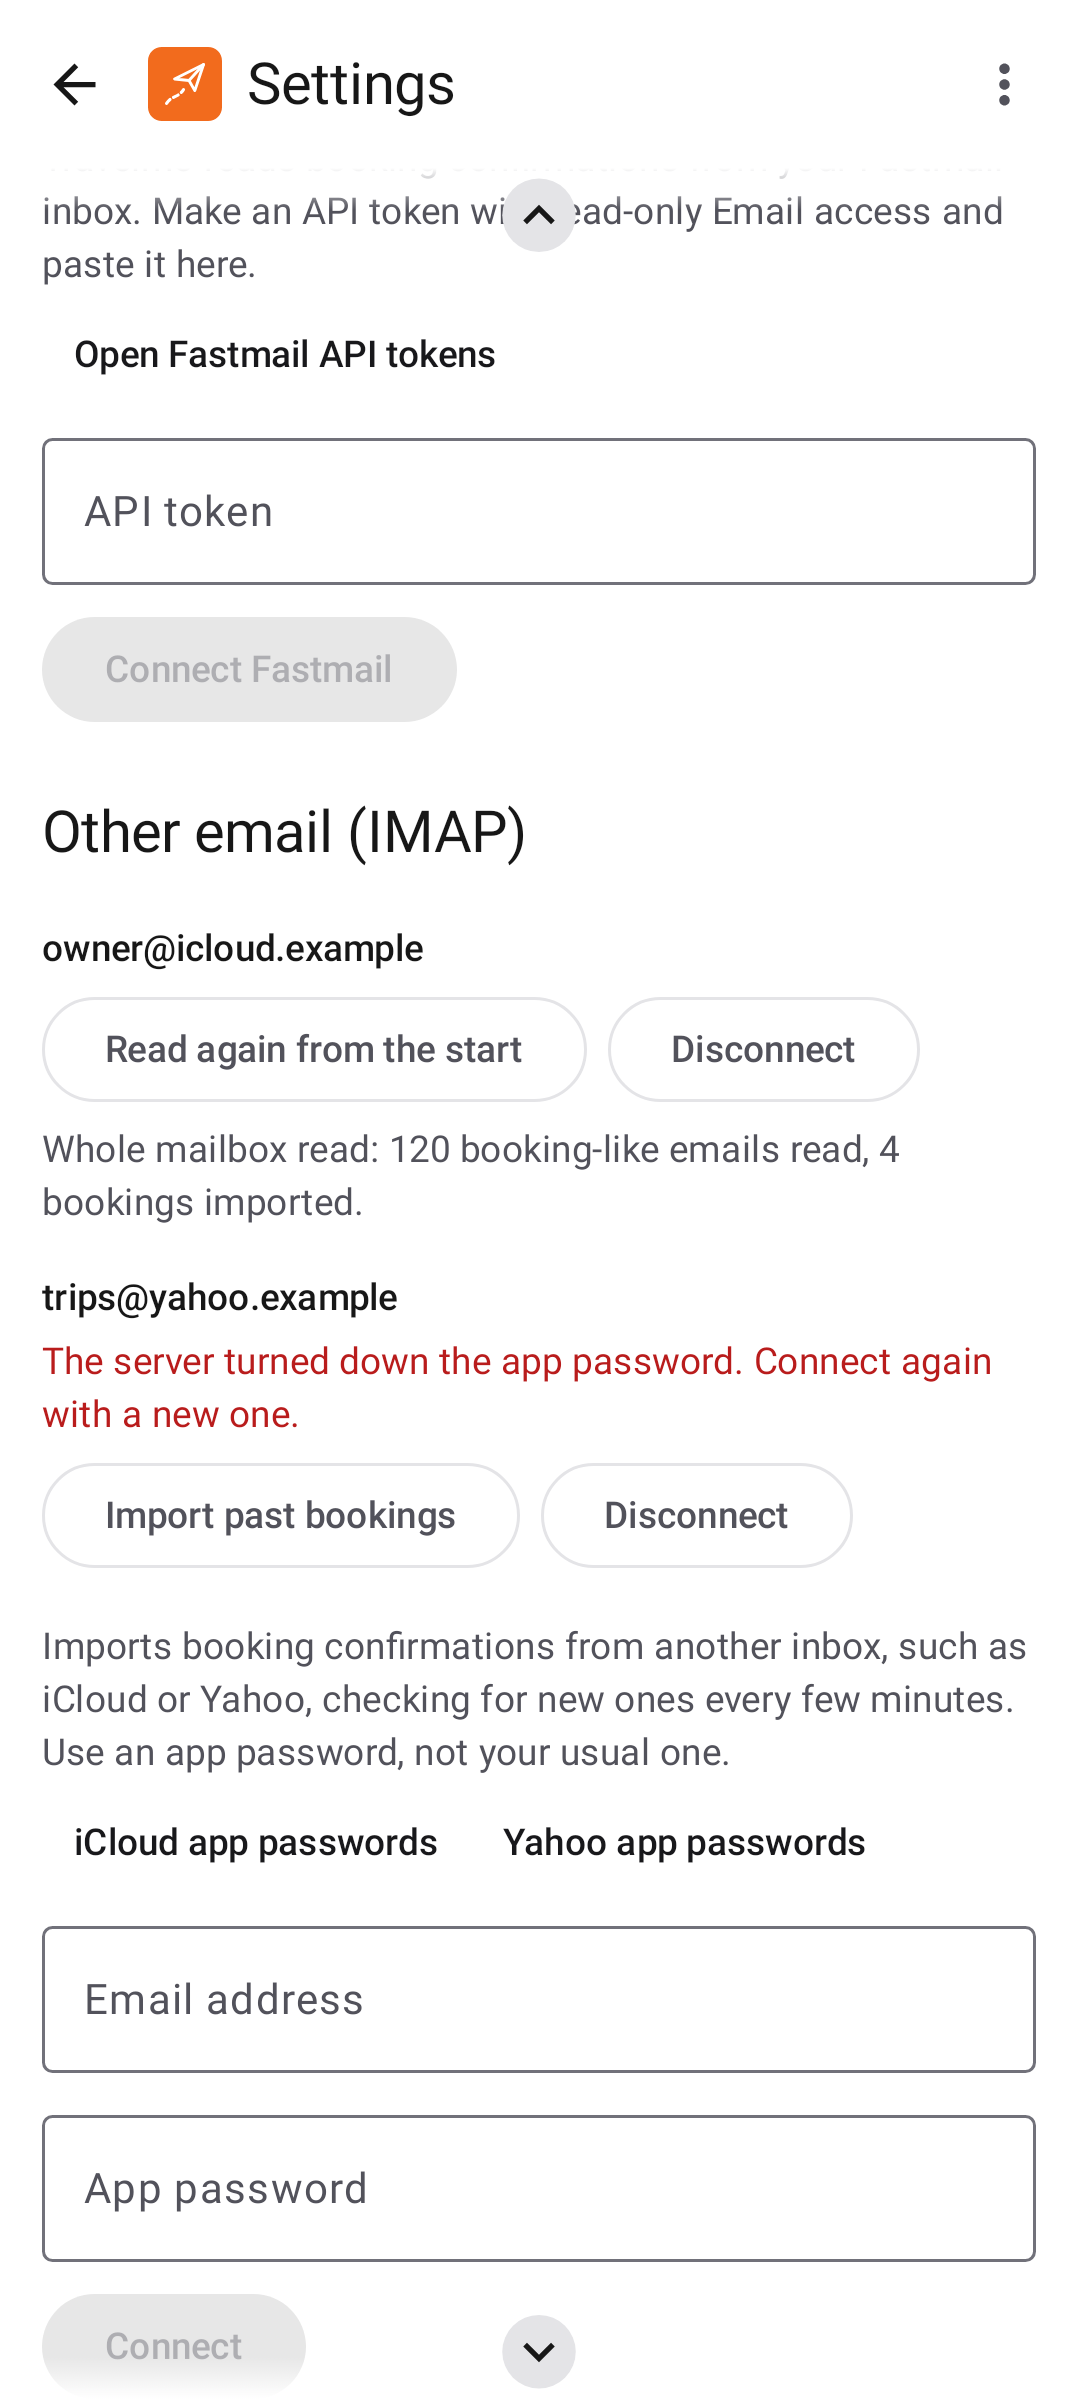 Settings
inbox. Make an API token ead-only Email access and
paste it here.
Open Fastmail API tokens
API token
Connect Fastmail
Other email (IMAP)
owner@icloud.example
Read again from the start
Disconnect
Whole mailbox read: 120 booking-like emails read, 4
bookings imported.
trips@yahoo.example
The server turned down the app password. Connect again
with a new one.
Import past bookings
Disconnect
Imports booking confirmations from another inbox, such as
iCloud or Yahoo, checking for new ones every few minutes.
Use an app password, not your usual one.
iCloud app passwords
Yahoo app passwords
Email address
App password
Connect